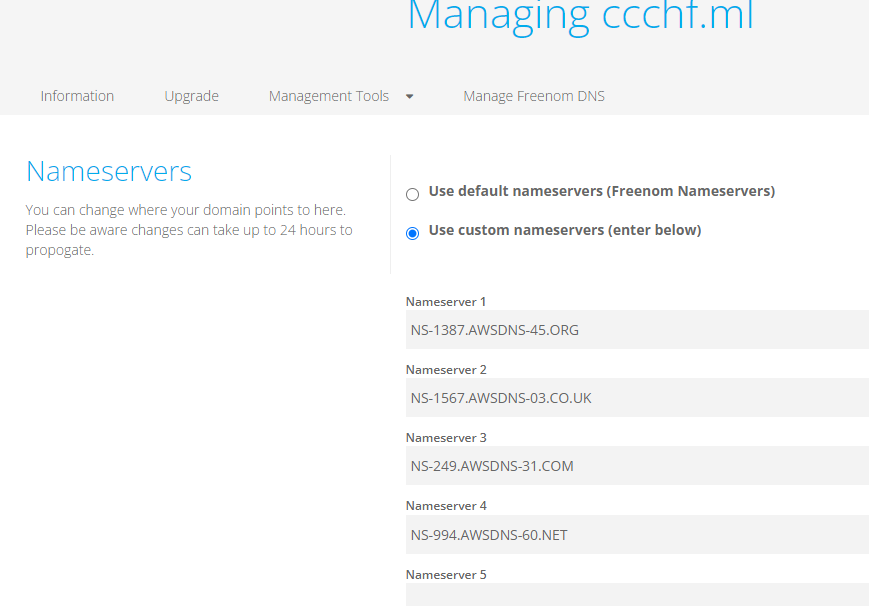 Managing ccchf.ml
Information Upgrade Management Tools Manage Freenom DNS
Nameservers
You can change where your domain points to here.
Please be aware changes can take up to 24 hours to
propogate.
Use default nameservers (Freenom Nameservers)
Use custom nameservers (enter below)
Nameserver 1
NS-1387.AWSDNS-45.ORG
Nameserver 2
NS-1567.AWSDNS-03.CO.UK
Nameserver 3
NS-249.AWSDNS-31.COM
Nameserver 4
NS-994.AWSDNS-60.NET
Nameserver 5